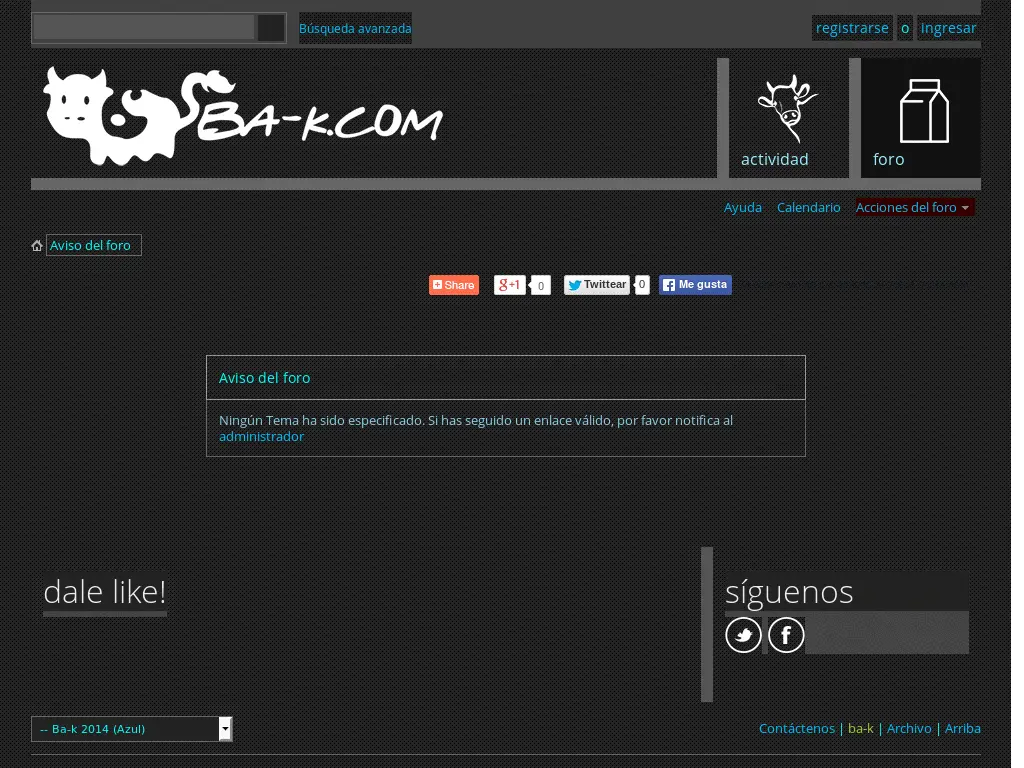 Búsqueda avanzada
registrarse o ingresar
BA-K.COM
actividad
foro
Ayuda Calendario Acciones del foro
Aviso del foro
Share g+1 0 Twittear 0 Me gusta
Aviso del foro
Ningún Tema ha sido especificado. Si has seguido un enlace válido, por favor notifica al
administrador
dale like!
síguenos
-- Ba-k 2014 (Azul)
Contáctenos | ba-k | Archivo | Arriba